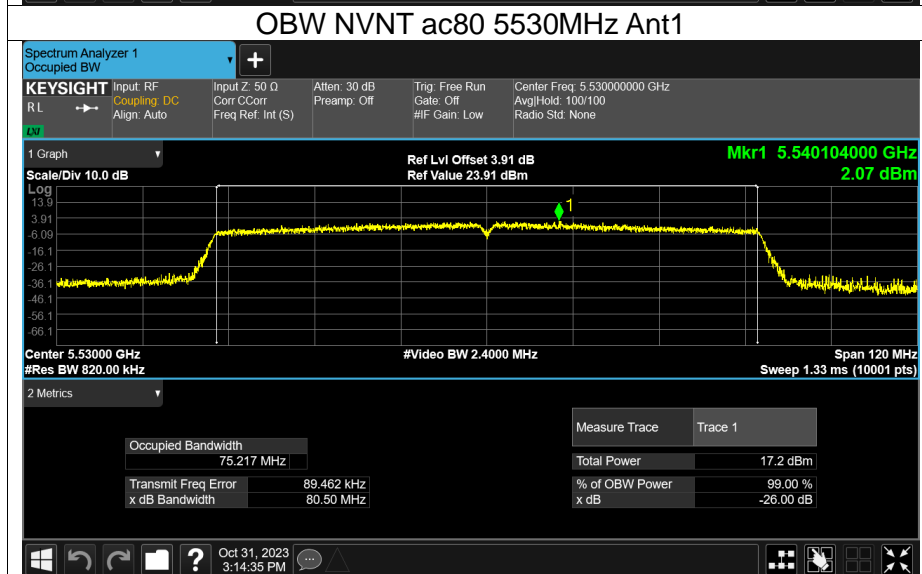 OBW NVNT ac80 5530MHz Ant1
Spectrum Analyzer 1
Occupied BW
KEYSIGHT
R L
LXI
Input: RF
Coupling: DC
Align: Auto
Input Z: 50 Ω
Corr CCorr
Freq Ref: Int (S)
Atten: 30 dB
Preamp: Off
Trig: Free Run
Gate: Off
#IF Gain: Low
Center Freq: 5.530000000 GHz
Avg|Hold: 100/100
Radio Std: None
1 Graph
Scale/Div 10.0 dB
Ref Lvl Offset 3.91 dB
Ref Value 23.91 dBm
Mkr1 5.540104000 GHz
2.07 dBm
Log
13.9
3.91
-6.09
-16.1
-26.1
-36.1
-46.1
-56.1
-66.1
1
Center 5.53000 GHz
#Res BW 820.00 kHz
#Video BW 2.4000 MHz
Span 120 MHz
Sweep 1.33 ms (10001 pts)
2 Metrics
Occupied Bandwidth
75.217 MHz
Transmit Freq Error 89.462 kHz
x dB Bandwidth 80.50 MHz
Measure Trace Trace 1
Total Power 17.2 dBm
% of OBW Power 99.00 %
x dB -26.00 dB
?
Oct 31, 2023
3:14:35 PM